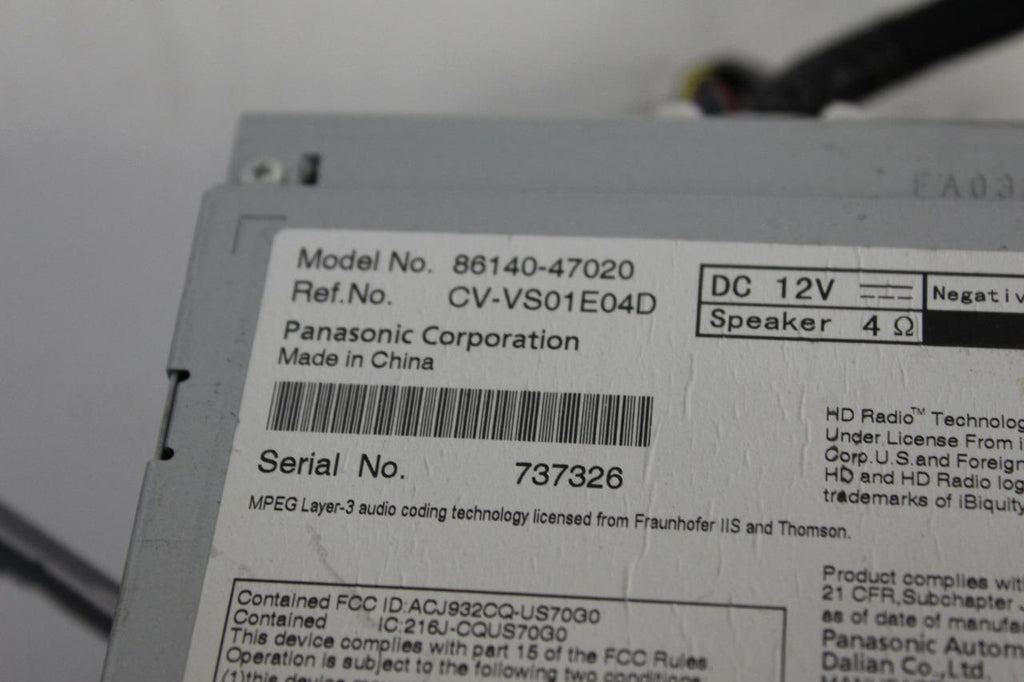 FA03
Model No. 86140-47020
Ref.No. CV-VS01E04D
Panasonic Corporation
Made in China
DC 12V
Negativ
Speaker 4 Ω
Serial No. 737326
MPEG Layer-3 audio coding technology licensed from Fraunhofer IIS and Thomson.
HD Radio™ Technolog
Under License From i
Corp.U.S.and Foreign
HD and HD Radio log
trademarks of iBiquity
Contained FCC ID:ACJ932CQ-US70G0
Contained IC:216J-CQUS70G0
This device complies with part 15 of the FCC Rules
Operation is subject to the following two conditions
(1)this device
Product complies wit
21 CFR,Subchapter
as of date of manufa
Panasonic Autom
Dalian Co.,Ltd.